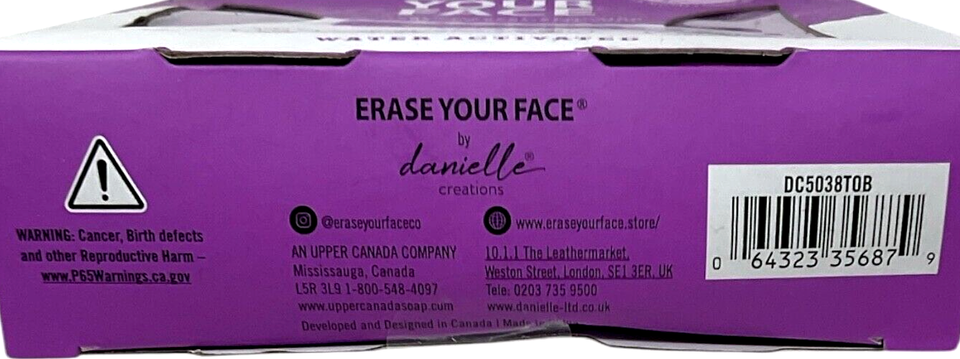 YOUR
FACE
WATER ACTIVATED
ERASE YOUR FACE®
by
danielle®
creations
@eraseyourfaceco
www.eraseyourface.store/
WARNING: Cancer, Birth defects
and other Reproductive Harm –
www.P65Warnings.ca.gov
AN UPPER CANADA COMPANY
Mississauga, Canada
L5R 3L9 1-800-548-4097
www.uppercanadasoap.com
10.1.1 The Leathermarket,
Weston Street, London, SE1 3ER, UK
Tele: 0203 735 9500
www.danielle-ltd.co.uk
Developed and Designed in Canada | Made in
DC5038TOB
0 64323 35687 9